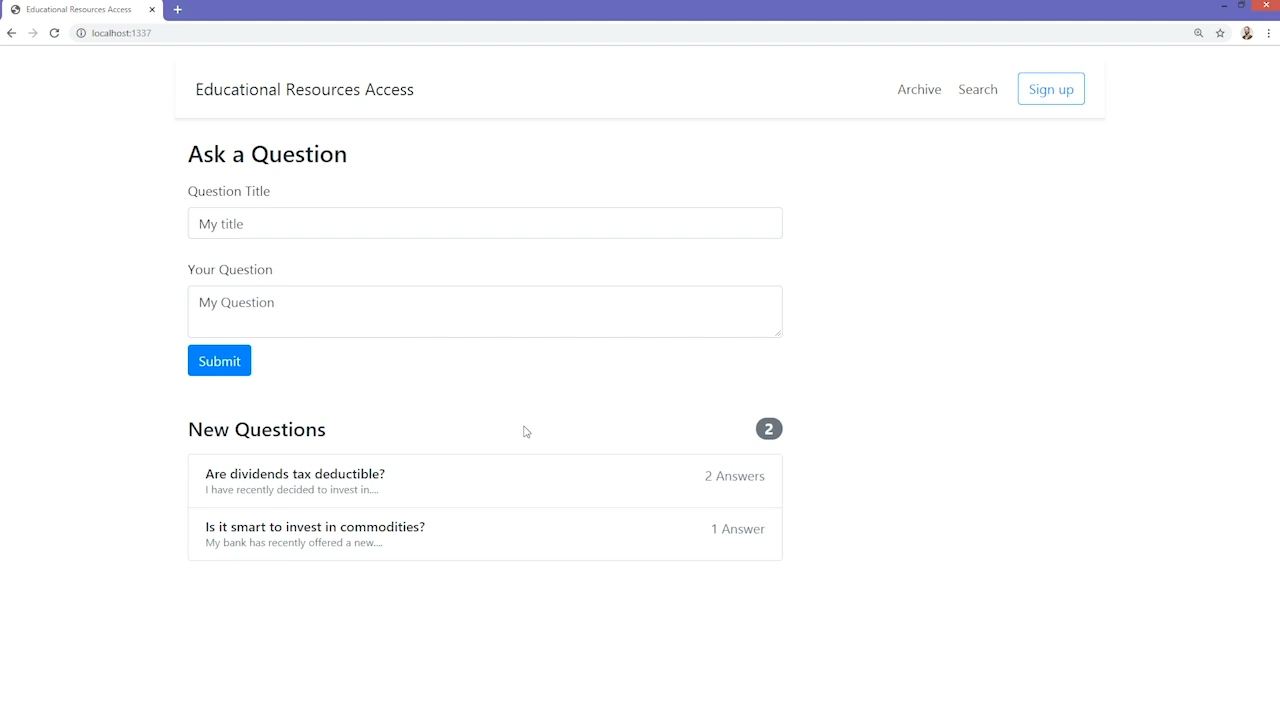 Educational Resources Access
localhost:1337
Educational Resources Access
Archive
Search
Sign up
Ask a Question
Question Title
My title
Your Question
My Question
Submit
New Questions
2
Are dividends tax deductible?
2 Answers
I have recently decided to invest in....
Is it smart to invest in commodities?
1 Answer
My bank has recently offered a new....